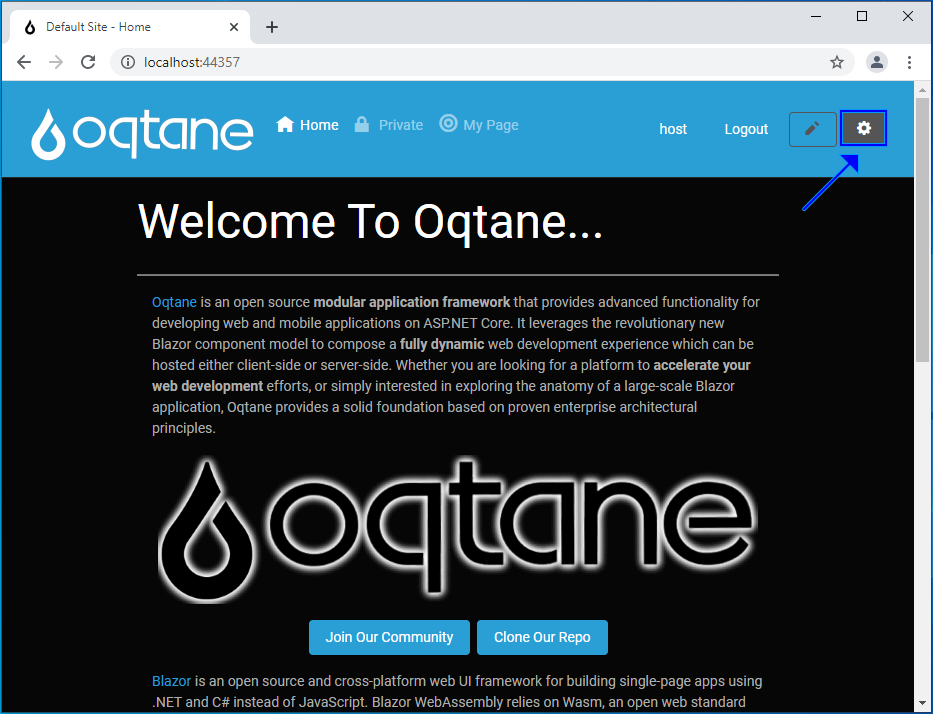 Default Site - Home
localhost:44357
oqtane
Home Private My Page
host Logout
Welcome To Oqtane...
Oqtane is an open source modular application framework that provides advanced functionality for
developing web and mobile applications on ASP.NET Core. It leverages the revolutionary new
Blazor component model to compose a fully dynamic web development experience which can be
hosted either client-side or server-side. Whether you are looking for a platform to accelerate your
web development efforts, or simply interested in exploring the anatomy of a large-scale Blazor
application, Oqtane provides a solid foundation based on proven enterprise architectural
principles.
oqtane
Join Our Community Clone Our Repo
Blazor is an open source and cross-platform web UI framework for building single-page apps using
.NET and C# instead of JavaScript. Blazor WebAssembly relies on Wasm, an open web standard